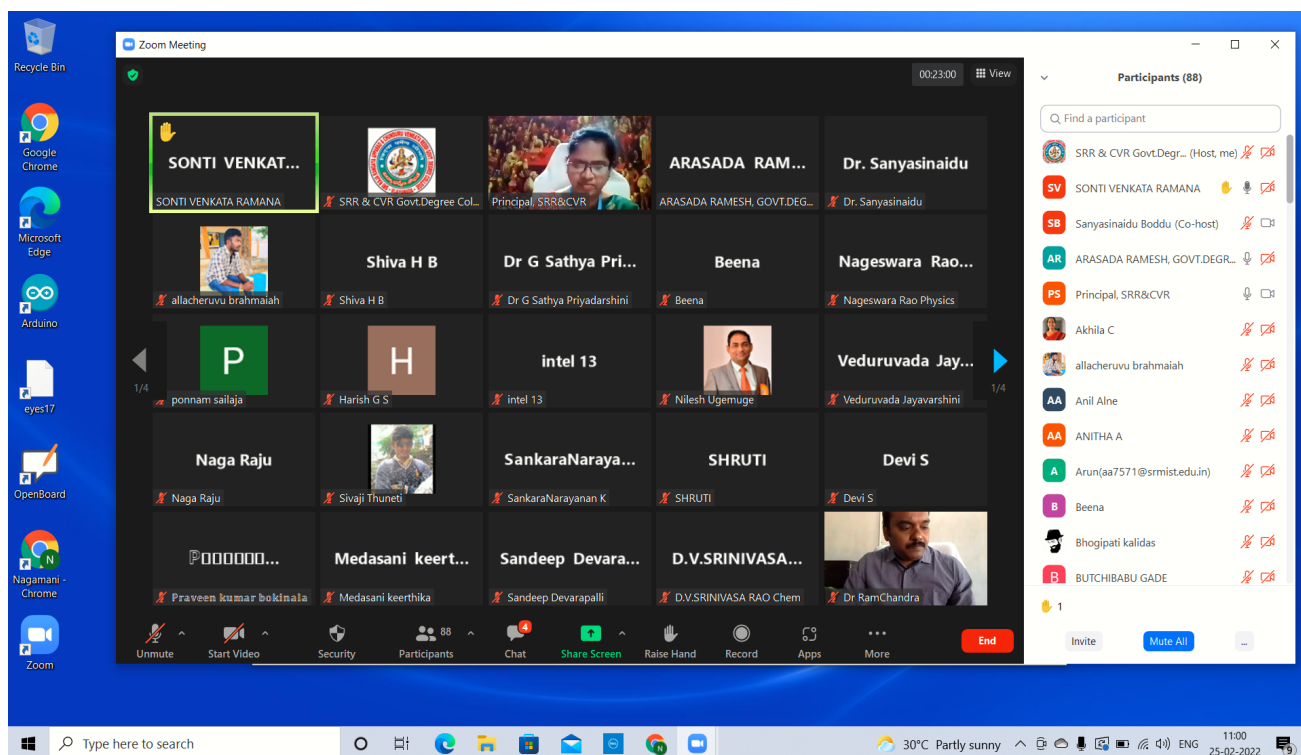 Recycle Bin
Google
Chrome
Microsoft
Edge
Arduino
eyes17
OpenBoard
Nagamani -
Chrome
Zoom
Zoom Meeting
00:23:00 View
SONTI VENKAT...
SONTI VENKATA RAMANA
SRR & CVR Govt.Degree Col...
Principal, SRR&CVR
ARASADA RAM...
ARASADA RAMESH, GOVT.DEG...
Dr. Sanyasinaidu
Dr. Sanyasinaidu
allacheruvu brahmaiah
Shiva H B
Shiva H B
Dr G Sathya Pri...
Dr G Sathya Priyadarshini
Beena
Beena
Nageswara Rao...
Nageswara Rao Physics
1/4
P
ponnam sailaja
H
Harish G S
intel 13
intel 13
Nilesh Ugemuge
Veduruvada Jay...
Veduruvada Jayavarshini
1/4
Naga Raju
Naga Raju
Sivaji Thuneti
SankaraNaraya...
SankaraNarayanan K
SHRUTI
SHRUTI
Devi S
Devi S
Praveen kumar bokinala
Medasani keert...
Medasani keerthika
Sandeep Devara...
Sandeep Devarapalli
D.V.SRINIVASA...
D.V.SRINIVASA RAO Chem
Dr RamChandra
Unmute
Start Video
Security
88
Participants
4
Chat
Share Screen
Raise Hand
Record
Apps
More
End
Participants (88)
Find a participant
SRR & CVR Govt.Degr... (Host, me)
SV SONTI VENKATA RAMANA
SB Sanyasinaidu Boddu (Co-host)
AR ARASADA RAMESH, GOVT.DEGR...
PS Principal, SRR&CVR
Akhila C
allacheruvu brahmaiah
AA Anil Alne
AA ANITHA A
A Arun(aa7571@srmist.edu.in)
B Beena
Bhogipati kalidas
B BUTCHIBABU GADE
1
Invite Mute All ...
Type here to search
30°C Partly sunny
ENG
11:00
25-02-2022
9